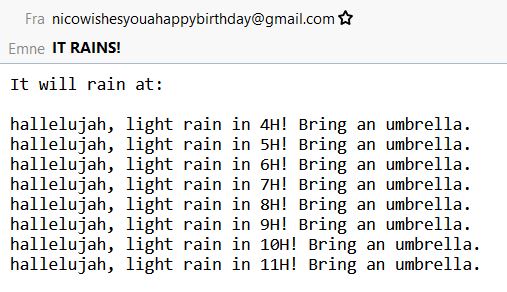 Fra nicowishesyouahappybirthday@gmail.com
Emne IT RAINS!
It will rain at:
hallelujah, light rain in 4H! Bring an umbrella.
hallelujah, light rain in 5H! Bring an umbrella.
hallelujah, light rain in 6H! Bring an umbrella.
hallelujah, light rain in 7H! Bring an umbrella.
hallelujah, light rain in 8H! Bring an umbrella.
hallelujah, light rain in 9H! Bring an umbrella.
hallelujah, light rain in 10H! Bring an umbrella.
hallelujah, light rain in 11H! Bring an umbrella.